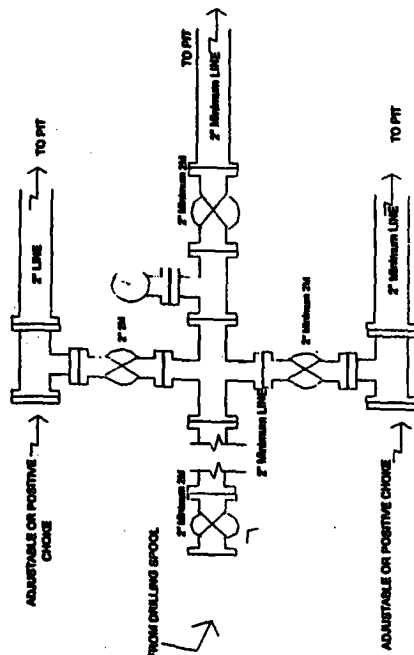 TO PIT
2" Minimum LINE
TO PIT
2" LINE
TO PIT
2" Minimum LINE
2" Minimum 2M
2" 2M
2" Minimum 2M
2" Minimum LINE
2" Minimum 2M
ADJUSTABLE OR POSITIVE
CHOKE
FROM DRILLING SPOOL
ADJUSTABLE OR POSITIVE CHOKE